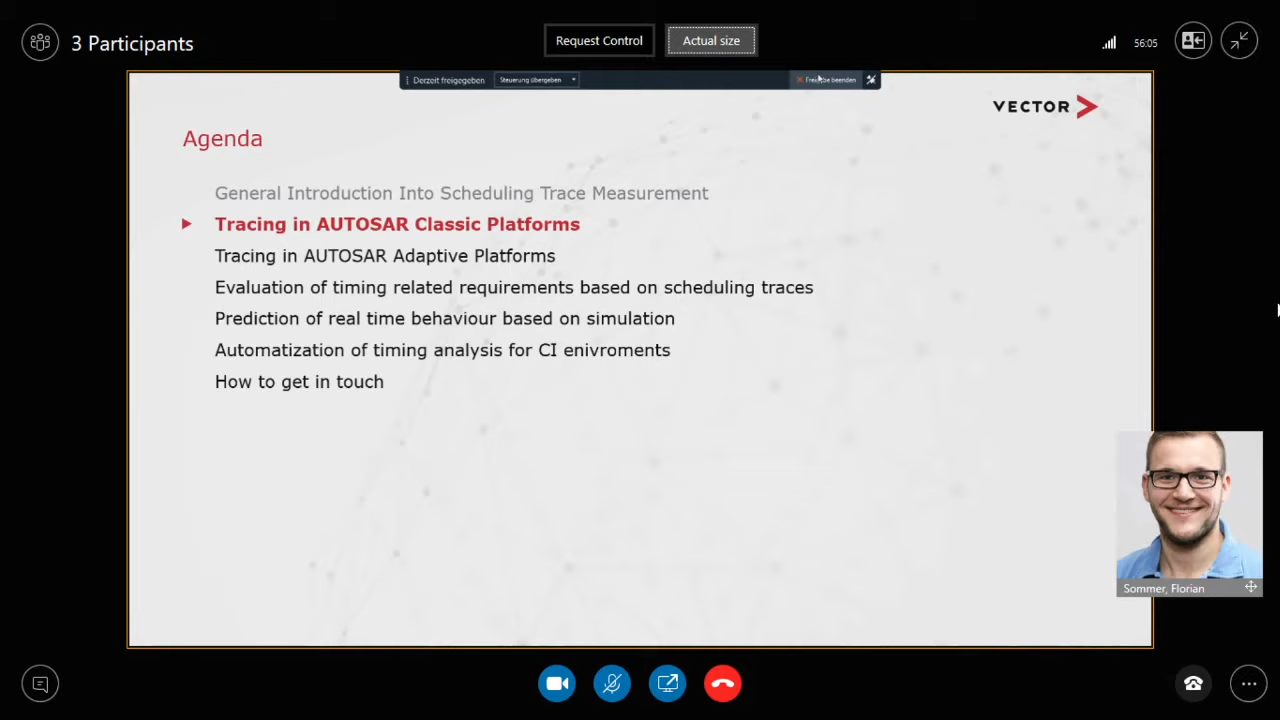 3 Participants
Request Control
Actual size
56:05
Derzeit freigegeben
Steuerung übergeben
beenden
VECTOR
Agenda
General Introduction Into Scheduling Trace Measurement
Tracing in AUTOSAR Classic Platforms
Tracing in AUTOSAR Adaptive Platforms
Evaluation of timing related requirements based on scheduling traces
Prediction of real time behaviour based on simulation
Automatization of timing analysis for CI enivroments
How to get in touch
Sommer, Florian